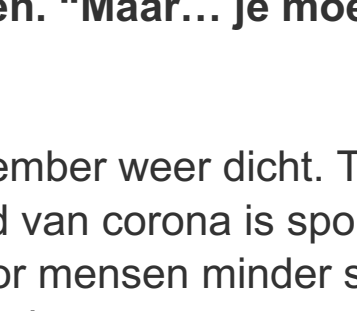 en. "Maar… je moe
ember weer dicht. T
d van corona is spo
or mensen minder s